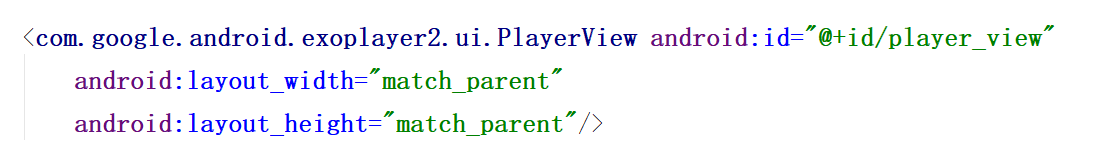 <com.google.android.exoplayer2.ui.PlayerView android:id="@+id/player_view"
android:layout_width="match_parent"
android:layout_height="match_parent"/>